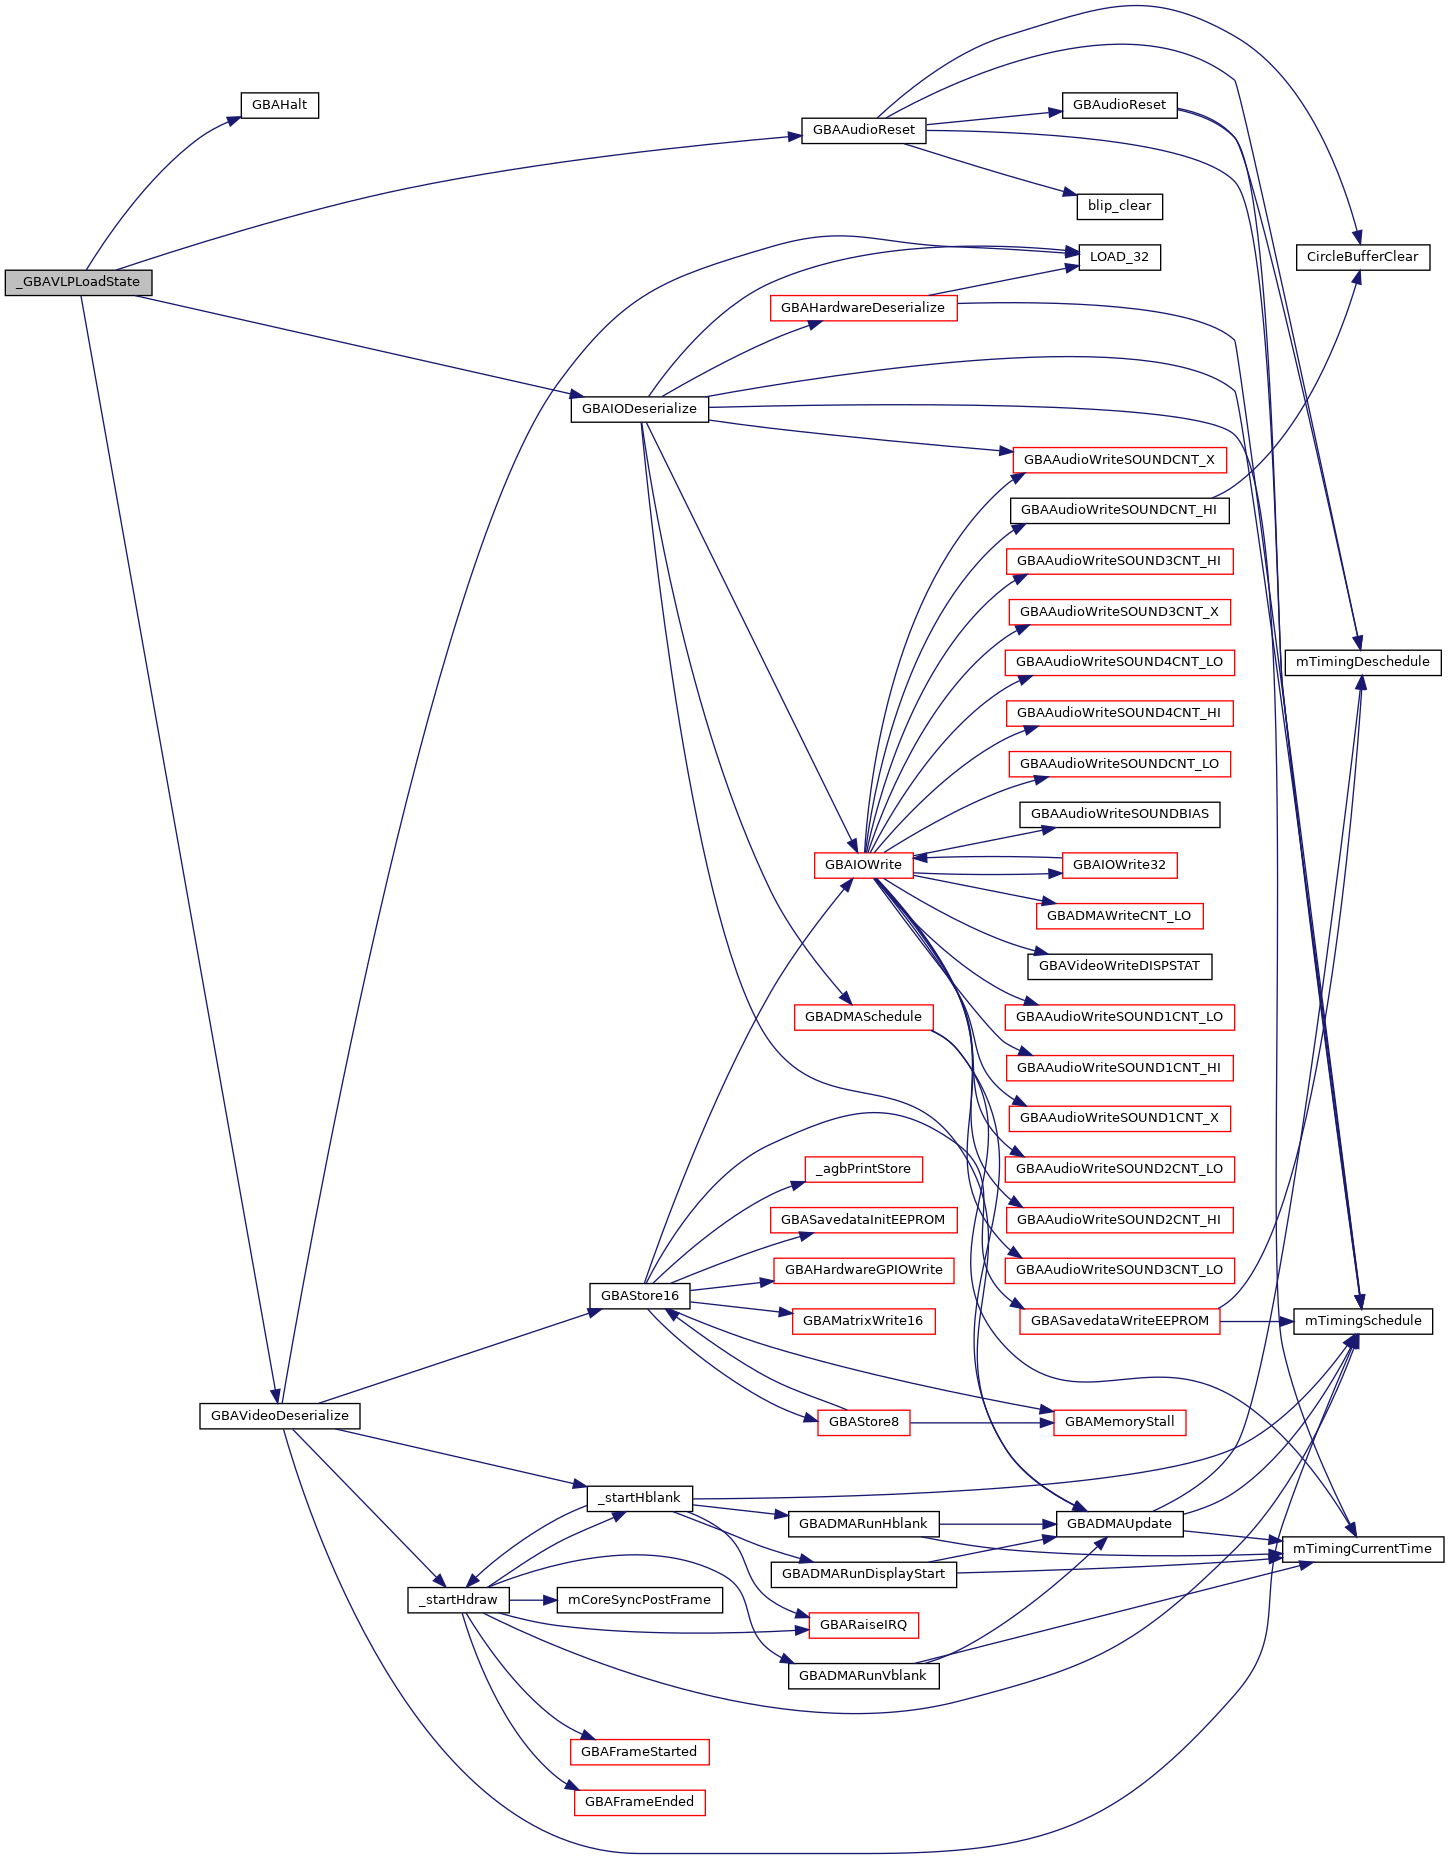 GBAHalt
GBAAudioReset
GBAudioReset
blip_clear
LOAD_32
CircleBufferClear
_GBAVLPLoadState
GBAHardwareDeserialize
GBAIODeserialize
GBAAudioWriteSOUNDCNT_X
GBAAudioWriteSOUNDCNT_HI
GBAAudioWriteSOUND3CNT_HI
GBAAudioWriteSOUND3CNT_X
GBAAudioWriteSOUND4CNT_LO
mTimingDeschedule
GBAAudioWriteSOUND4CNT_HI
GBAAudioWriteSOUNDCNT_LO
GBAAudioWriteSOUNDBIAS
GBAIOWrite
GBAIOWrite32
GBADMAWriteCNT_LO
GBAVideoWriteDISPSTAT
GBADMASchedule
GBAAudioWriteSOUND1CNT_LO
GBAAudioWriteSOUND1CNT_HI
GBAAudioWriteSOUND1CNT_X
_agbPrintStore
GBAAudioWriteSOUND2CNT_LO
GBASavedataInitEEPROM
GBAAudioWriteSOUND2CNT_HI
GBAHardwareGPIOWrite
GBAAudioWriteSOUND3CNT_LO
GBAStore16
GBAMatrixWrite16
GBASavedataWriteEEPROM
mTimingSchedule
GBAVideoDeserialize
GBAStore8
GBAMemoryStall
_startHblank
GBADMARunHblank
GBADMAUpdate
mTimingCurrentTime
GBADMARunDisplayStart
_startHdraw
mCoreSyncPostFrame
GBARaiseIRQ
GBADMARunVblank
GBAFrameStarted
GBAFrameEnded